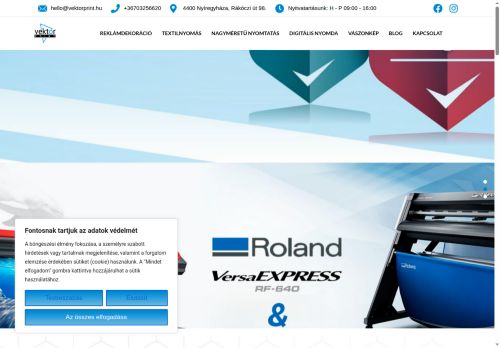 hello@vektorprint.hu
+36703256620
4400 Nyíregyháza, Rákóczi út 98.
Nyitvatartásunk: H - P 09:00 - 16:00
vektor
REKLÁMDEKORÁCIÓ
TEXTILNYOMÁS
NAGYMÉRETŰ NYOMTATÁS
DIGITÁLIS NYOMDA
VÁSZONKÉP
BLOG
KAPCSOLAT
Fontosnak tartjuk az adatok védelmét
A böngészési élmény fokozása, a személyre szabott
hirdetések vagy tartalmak megjelenítése, valamint a forgalom
elemzése érdekében sütiket (cookie) használunk. A "Mindet
elfogadom" gombra kattintva hozzájárulhat a sütik
használatához.
Testreszabás
Elutasít
Az összes elfogadása
Roland
VersaEXPRESS
RF-640
&